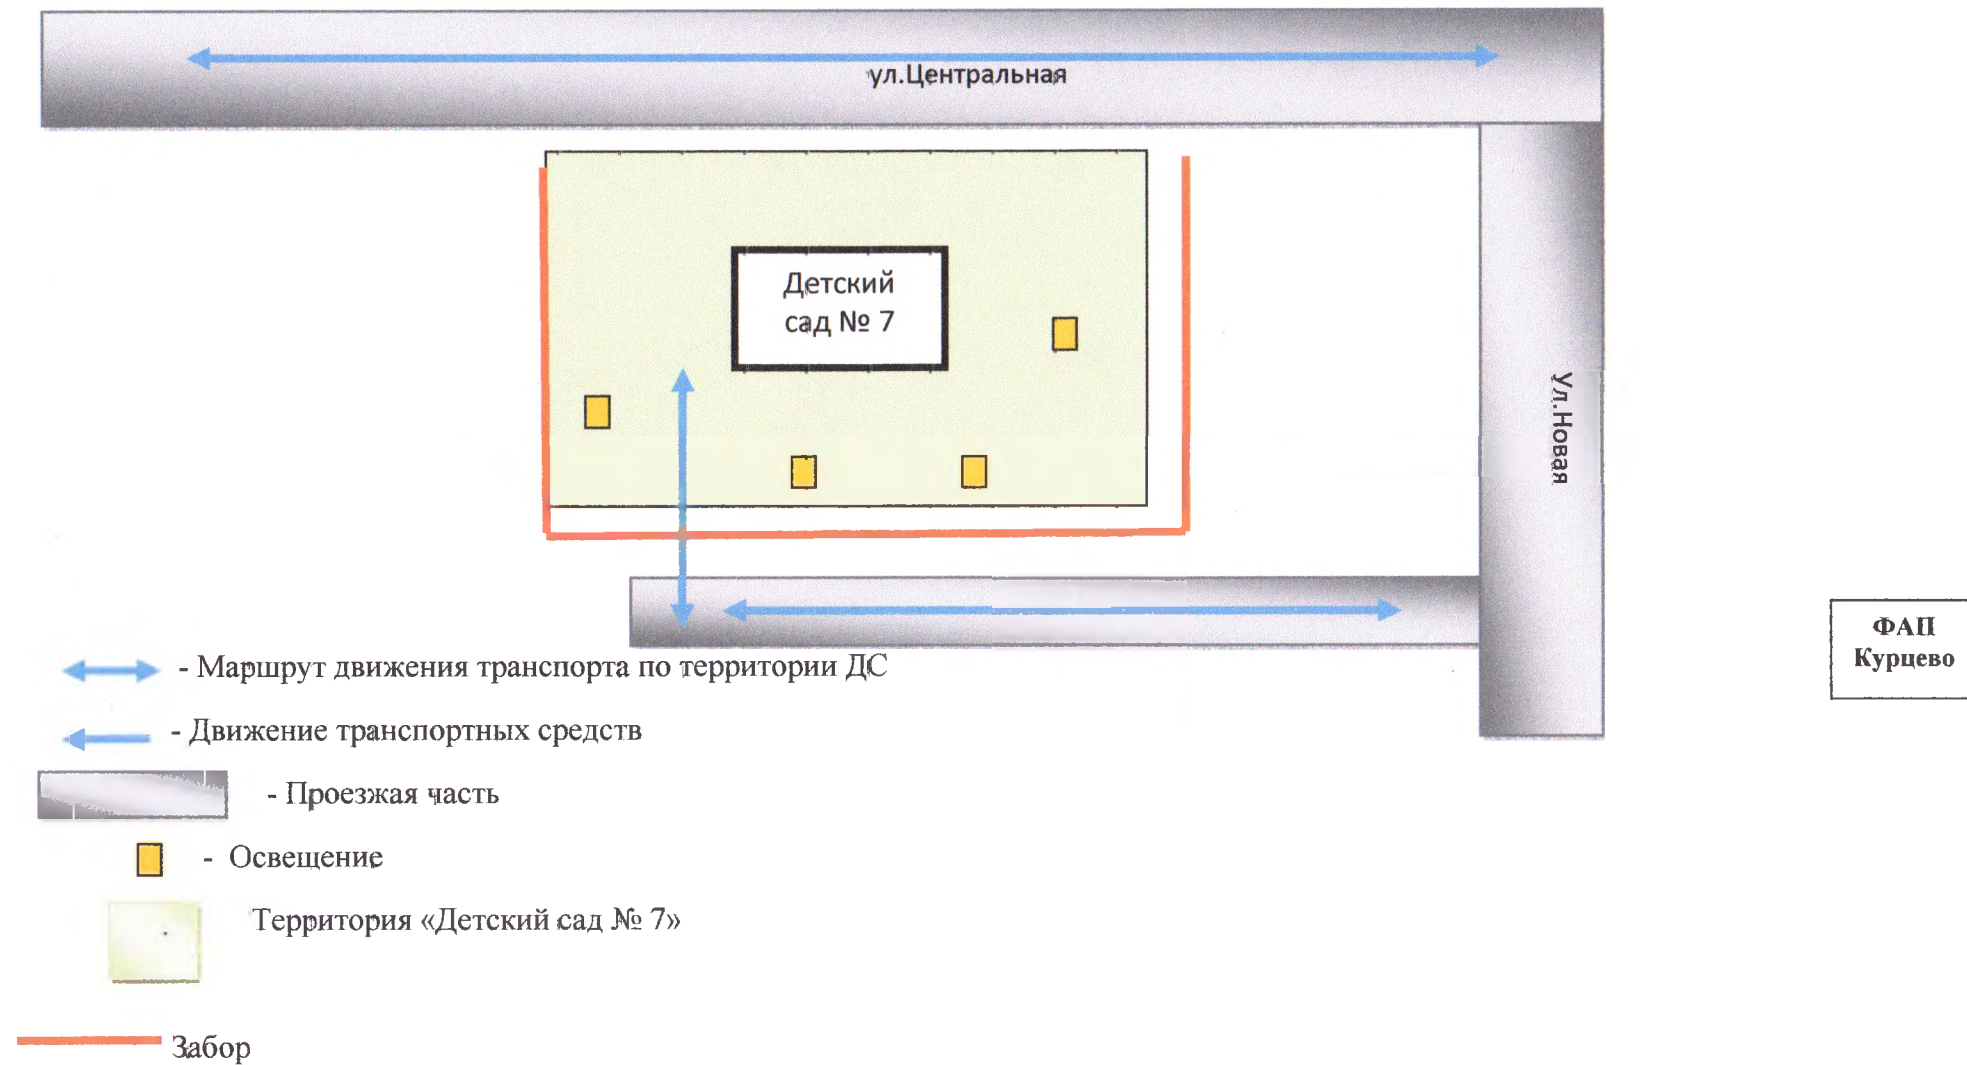 ул.Центральная
Детский
сад № 7
Ул.Новая
ФАП
Курцево
- Маршрут движения транспорта по территории ДС
- Движение транспортных средств
- Проезжая часть
- Освещение
Территория «Детский сад № 7»
Забор